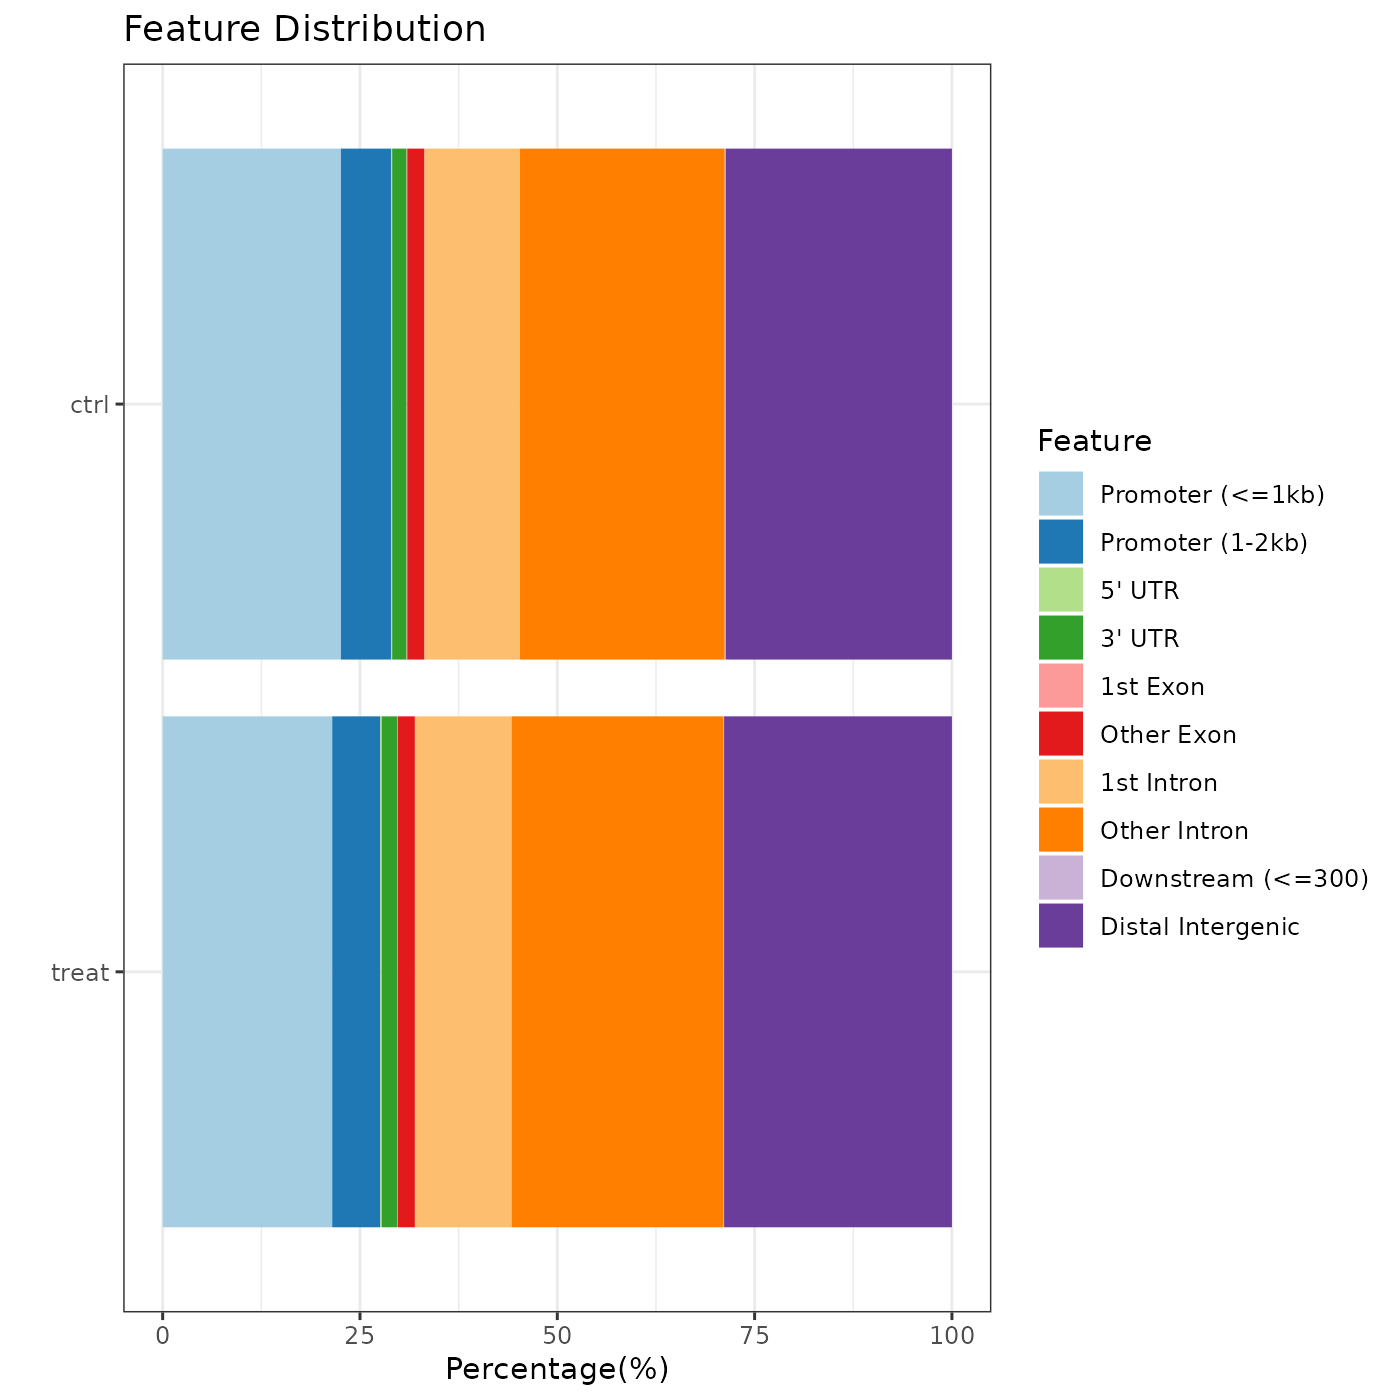 Feature Distribution
ctrl
treat
0
25
50
75
100
Percentage(%)
Feature
Promoter (<=1kb)
Promoter (1-2kb)
5' UTR
3' UTR
1st Exon
Other Exon
1st Intron
Other Intron
Downstream (<=300)
Distal Intergenic